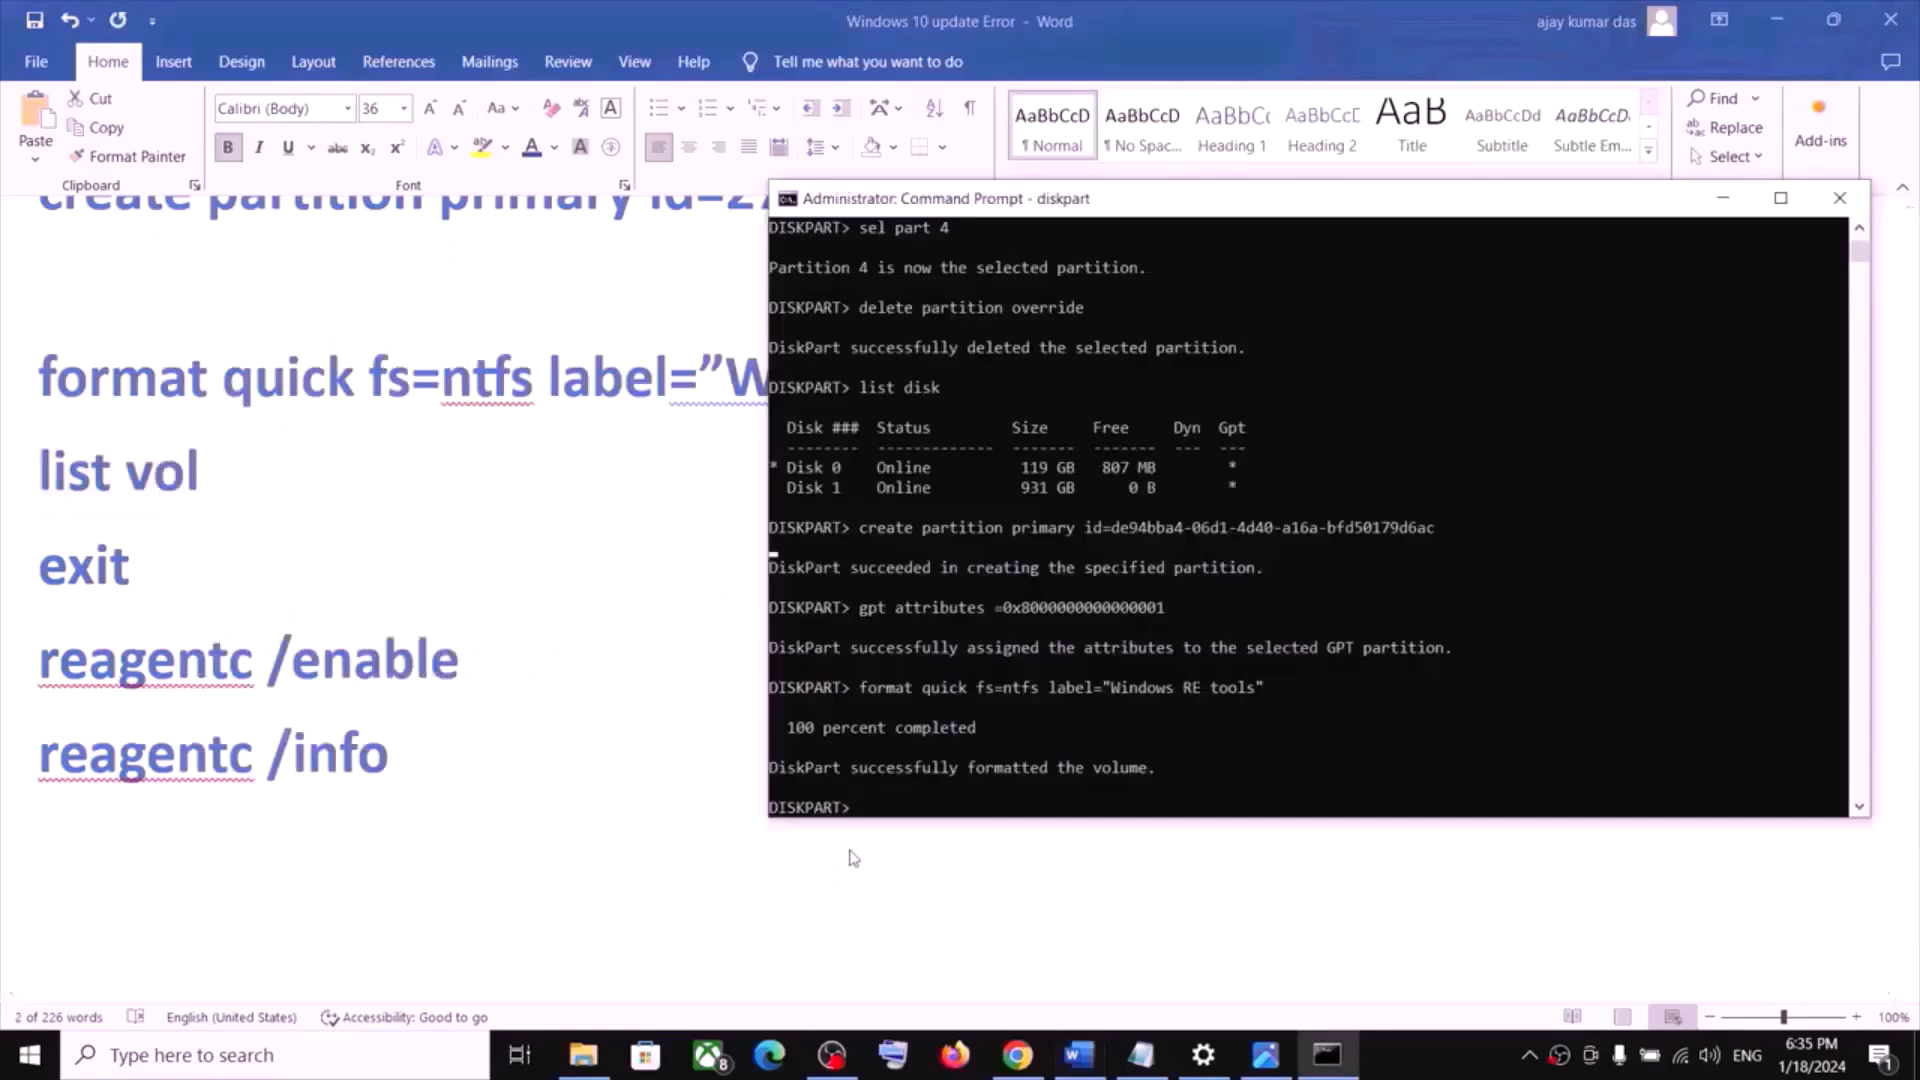 Windows 10 update Error - Word
ajay kumar das
File Home Insert Design Layout References Mailings Review View Help Tell me what you want to do
Paste
Cut
Copy
Format Painter
Clipboard
Calibri (Body) 36
Font
AaBbCcD
¶ Normal
AaBbCcD
¶ No Spac...
AaBbC
Heading 1
AaBbCcC
Heading 2
AaB
Title
AaBbCcDd
Subtitle
AaBbCcD.
Subtle Em...
Find
Replace
Select
Add-ins
create partition primary id=27
format quick fs=ntfs label=”W
list vol
exit
reagentc /enable
reagentc /info
Administrator: Command Prompt - diskpart
DISKPART> sel part 4
Partition 4 is now the selected partition.
DISKPART> delete partition override
DiskPart successfully deleted the selected partition.
DISKPART> list disk
Disk ### Status Size Free Dyn Gpt
-------- ------------- ------- ------- --- ---
* Disk 0 Online 119 GB 807 MB *
Disk 1 Online 931 GB 0 B *
DISKPART> create partition primary id=de94bba4-06d1-4d40-a16a-bfd50179d6ac
DiskPart succeeded in creating the specified partition.
DISKPART> gpt attributes =0x8000000000000001
DiskPart successfully assigned the attributes to the selected GPT partition.
DISKPART> format quick fs=ntfs label="Windows RE tools"
100 percent completed
DiskPart successfully formatted the volume.
DISKPART>
2 of 226 words English (United States) Accessibility: Good to go 100%
Type here to search
8
ENG
6:35 PM
1/18/2024
1